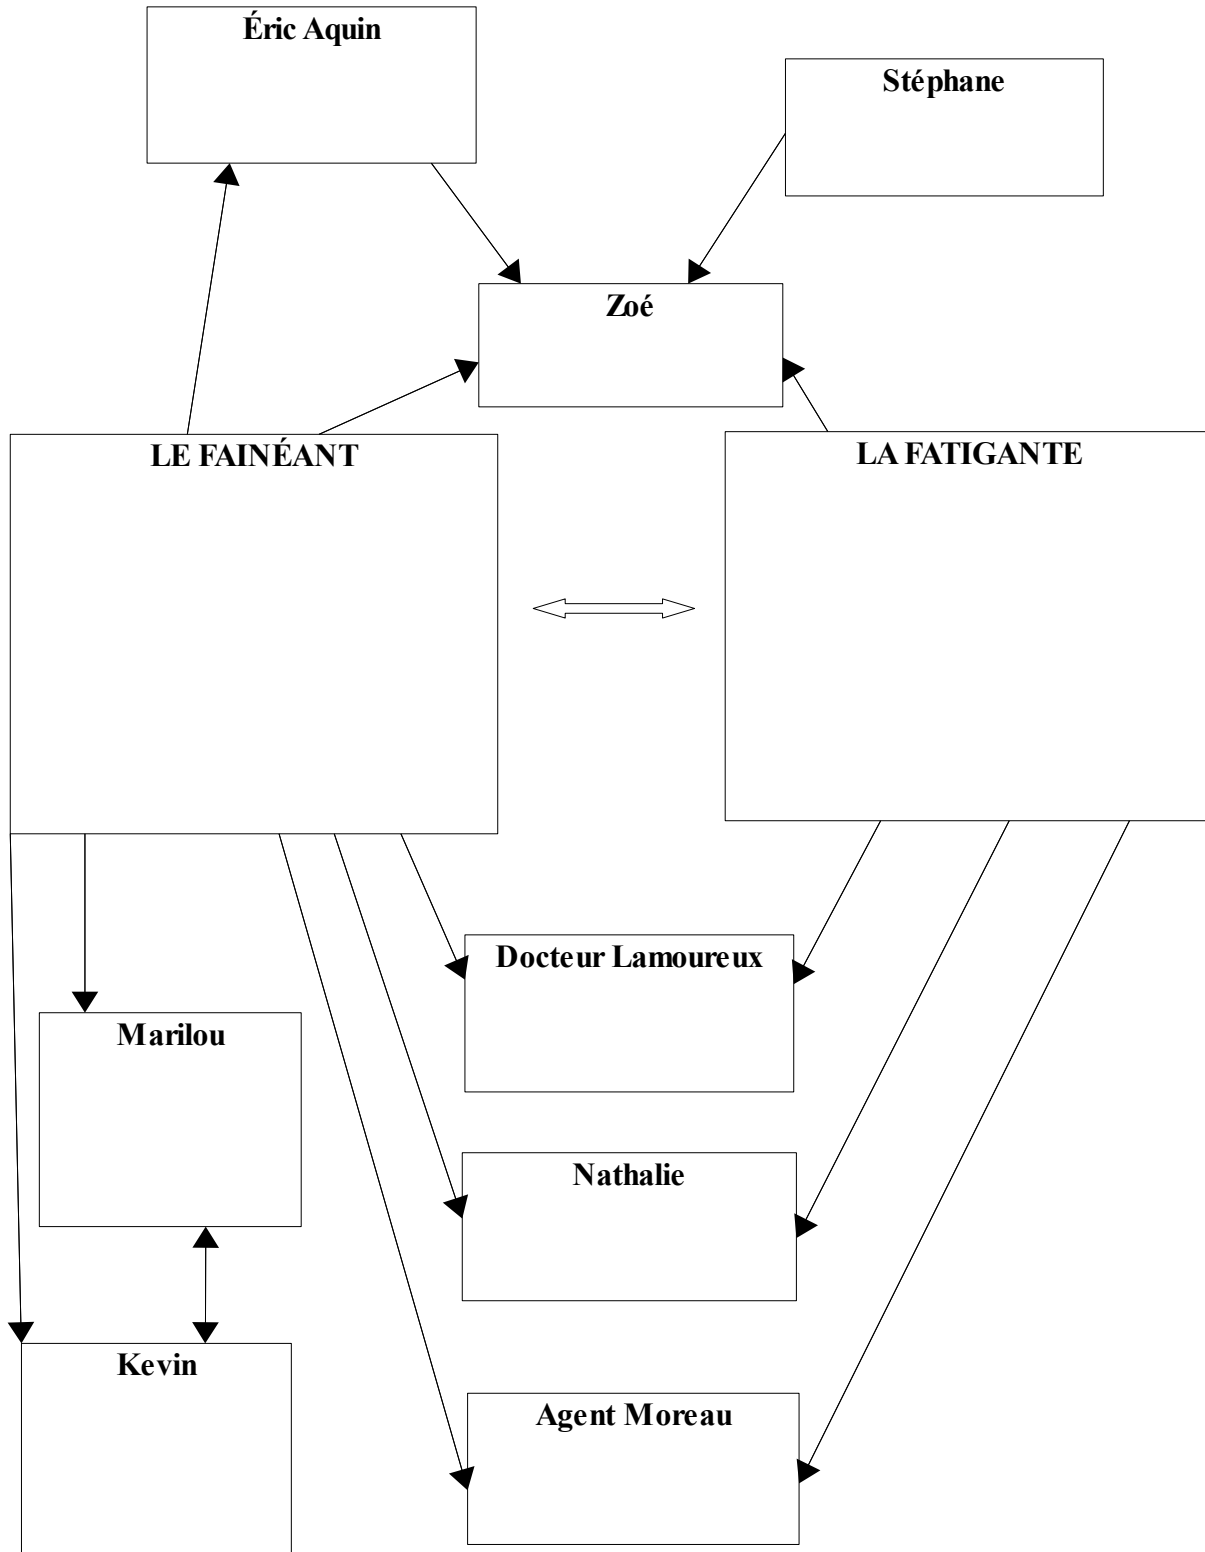 Éric Aquin
Stéphane
Zoé
LE FAINÉANT
LA FATIGANTE
Docteur Lamoureux
Marilou
Nathalie
Kevin
Agent Moreau